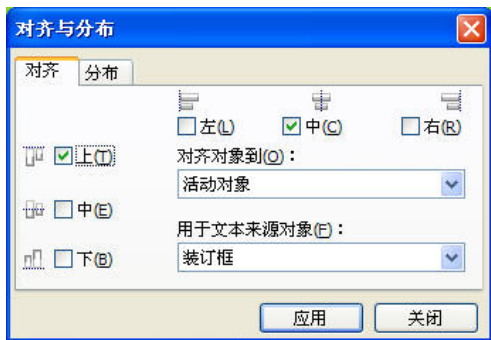 对齐与分布
对齐 分布
左(L) 中(C) 右(R)
上(T) 对齐对象到(O)：
活动对象
中(E)
用于文本来源对象(F)：
下(B) 装订框
应用 关闭